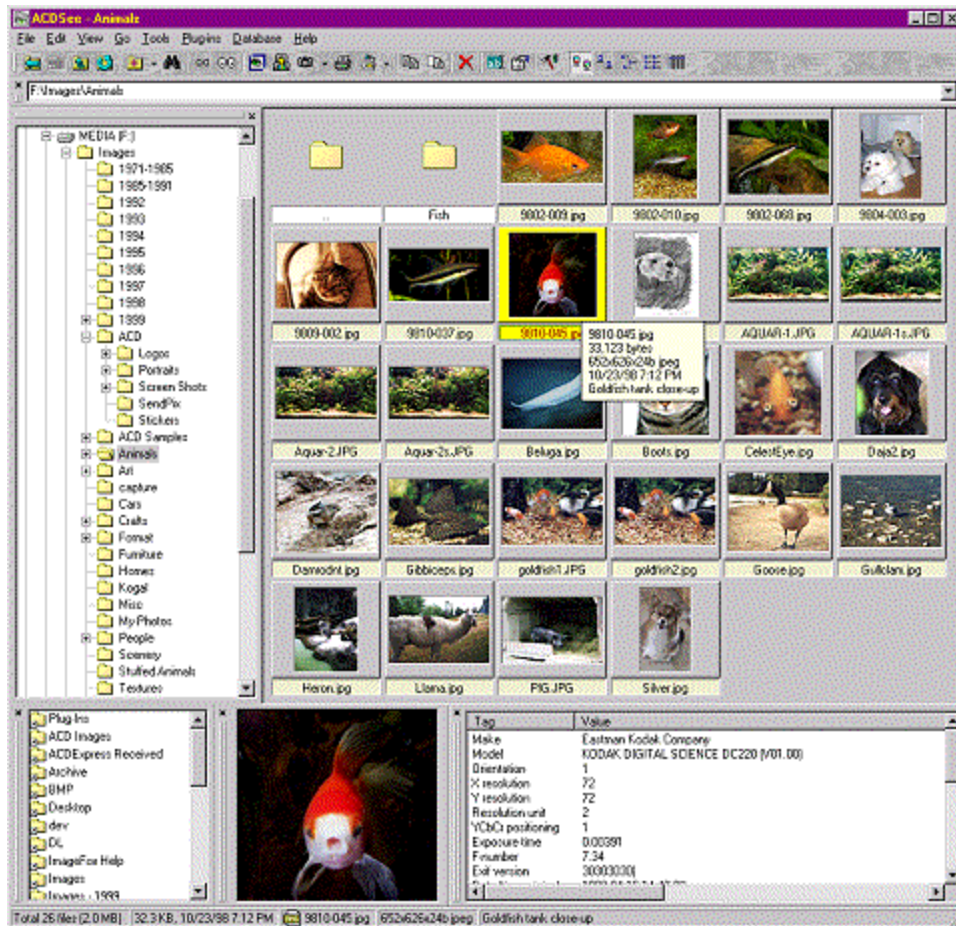 ACDSee - Animals
File Edit View Go Tools Plugins Database Help
F:\Images\Animals
MEDIA (F:)
Images
1971-1985
1985-1991
1992
1993
1994
1995
1996
1997
1998
1999
ACD
Logos
Portraits
Screen Shots
SendPix
Stickers
ACD Samples
Animals
Art
capture
Cars
Crafts
Format
Furniture
Homes
Kogal
Misc
My Photos
People
Scenery
Stuffed Animals
Textures
.. Fish 9802-009.jpg 9802-010.jpg 9802-068.jpg 9804-003.jpg
9809-002.jpg 9810-037.jpg 9810-045.jpg AQUAR-1.JPG AQUAR-1s.JPG
9810-045.jpg
33,123 bytes
652x626x24b jpeg
10/23/98 7:12 PM
Goldfish tank close-up
Aquar-2.JPG Aquar-2s.JPG Beluga.jpg Boots.jpg CelestEye.jpg Daja2.jpg
Damrodnt.jpg Gibbiceps.jpg goldfish1.JPG goldfish2.jpg Goose.jpg Gullclam.jpg
Heron.jpg Llama.jpg PIG.JPG Silver.jpg
Plug-Ins
ACD Images
ACDExpress Received
Archive
BMP
Desktop
dev
DL
ImageFox Help
Images
Images - 1999
Tag Value
Make Eastman Kodak Company
Model KODAK DIGITAL SCIENCE DC220 (V01.00)
Orientation 1
X resolution 72
Y resolution 72
Resolution unit 2
YCbCr positioning 1
Exposure time 0.00391
F-number 7.34
Exif version 30303030
Total 26 files (2.0 MB) 32.3 KB, 10/23/98 7:12 PM 9810-045.jpg 652x626x24b jpeg Goldfish tank close-up